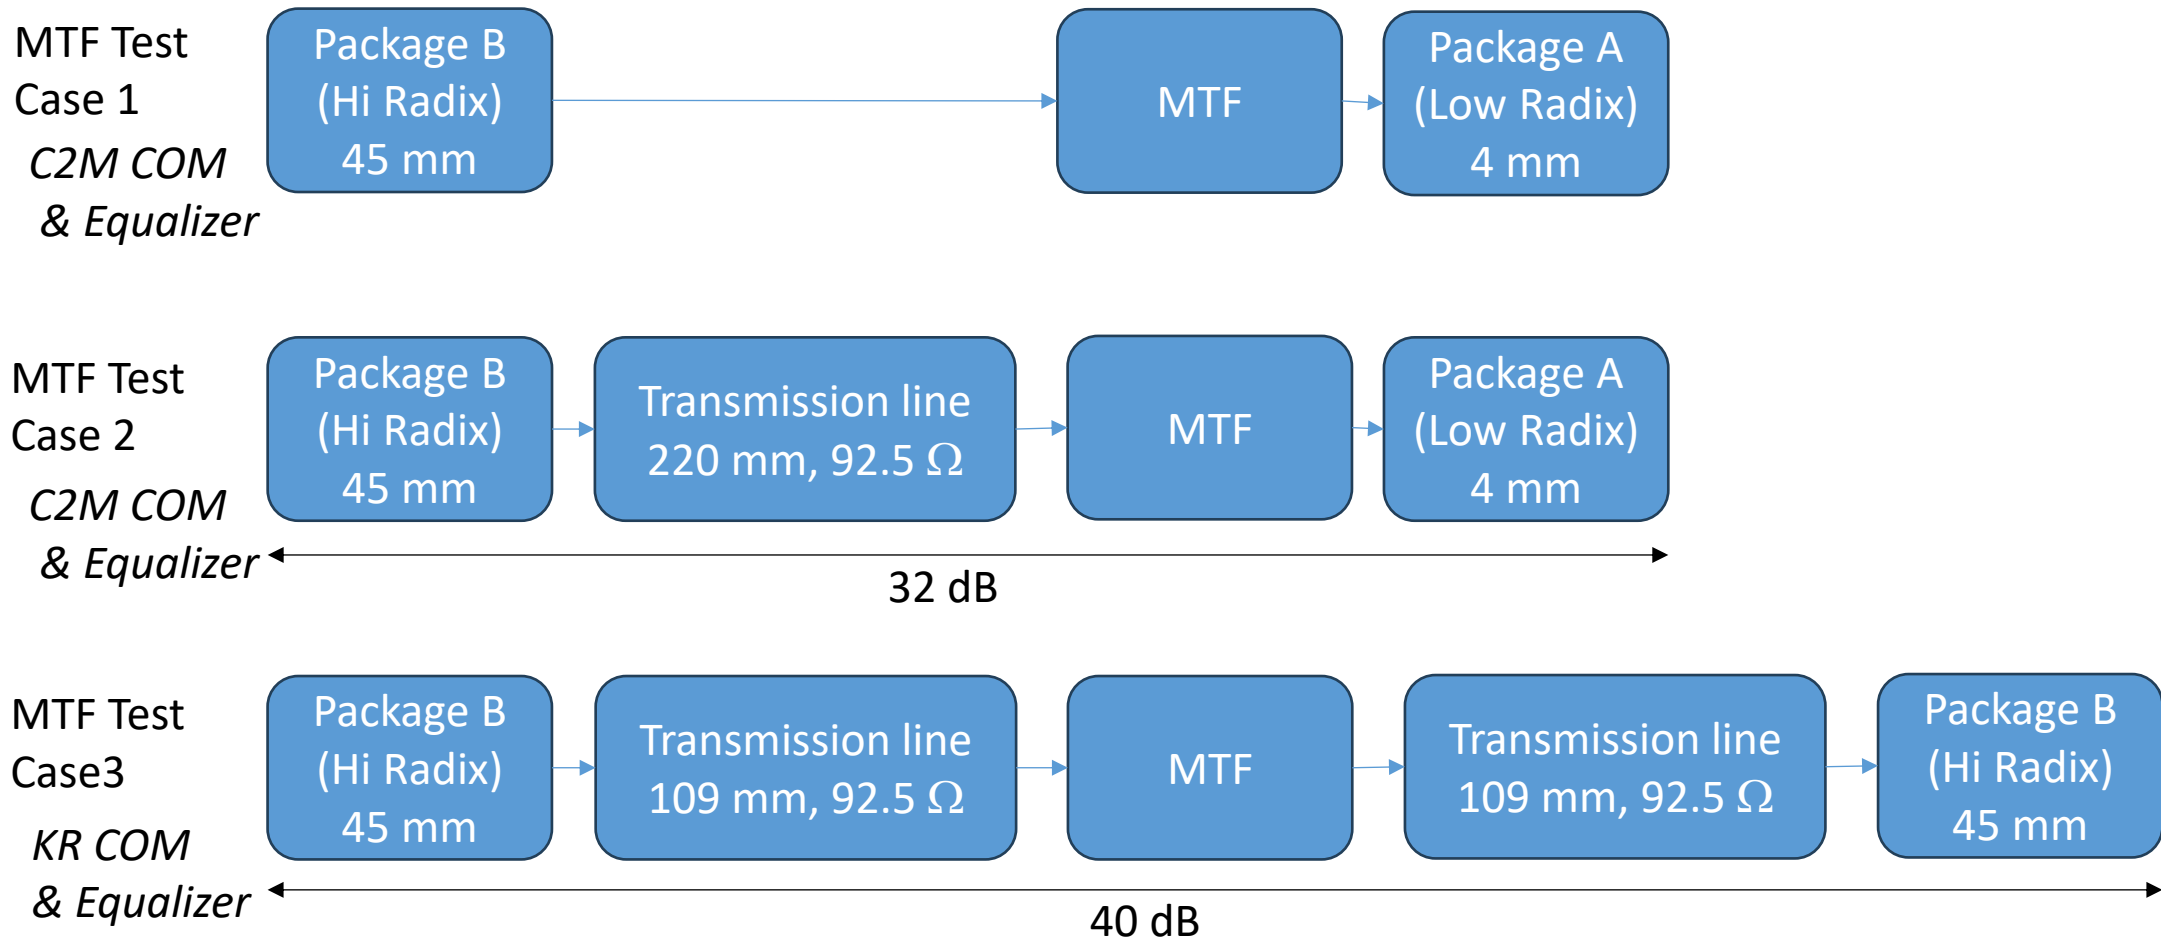 MTF Test
Case 1
C2M COM
& Equalizer
Package B
(Hi Radix)
45 mm
MTF
Package A
(Low Radix)
4 mm
MTF Test
Case 2
C2M COM
& Equalizer
Package B
(Hi Radix)
45 mm
Transmission line
220 mm, 92.5 Ω
MTF
Package A
(Low Radix)
4 mm
32 dB
MTF Test
Case3
KR COM
& Equalizer
Package B
(Hi Radix)
45 mm
Transmission line
109 mm, 92.5 Ω
MTF
Transmission line
109 mm, 92.5 Ω
Package B
(Hi Radix)
45 mm
40 dB